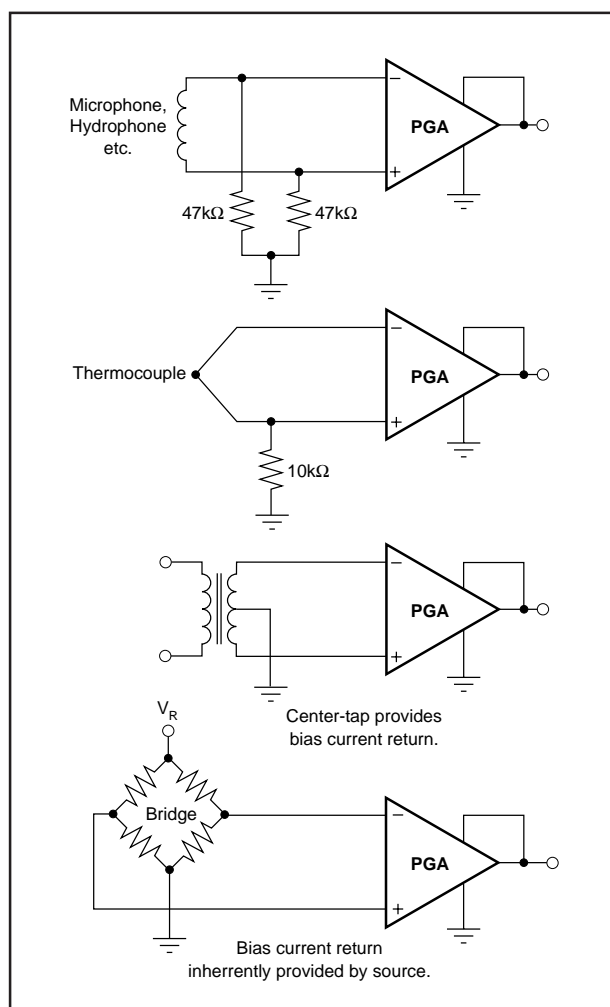 Microphone,
Hydrophone
etc.
−
PGA
+
47kΩ
47kΩ
−
Thermocouple
PGA
+
10kΩ
−
PGA
+
Center-tap provides
bias current return.
VR
Bridge
−
PGA
+
Bias current return
inherrently provided by source.